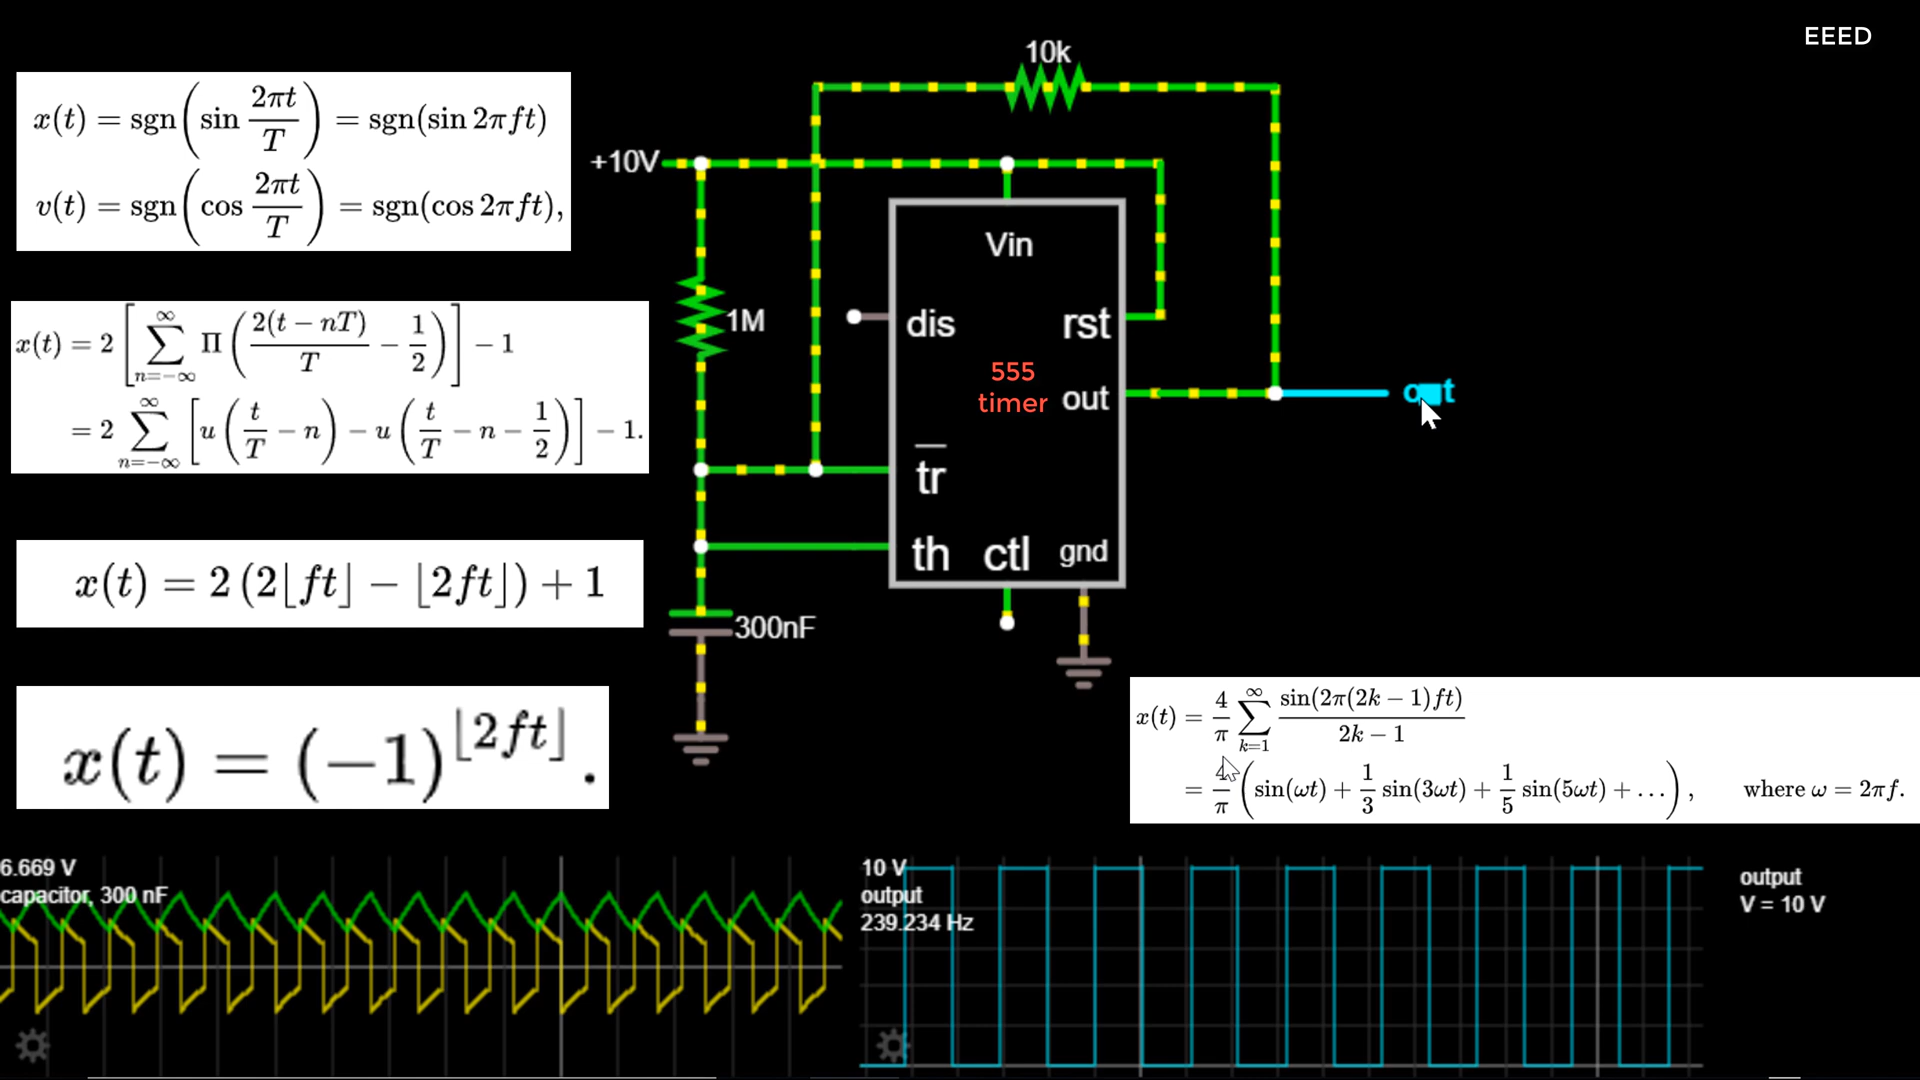 EEED
10k
x(t) = sgn(sin 2πt/T) = sgn(sin 2πft)
v(t) = sgn(cos 2πt/T) = sgn(cos 2πft),
+10V
Vin
1M
dis
rst
555
timer
out
out
x(t) = 2 [∑_{n=−∞}^{∞} Π (2(t − nT)/T − 1/2)] − 1
= 2 ∑_{n=−∞}^{∞} [u (t/T − n) − u (t/T − n − 1/2)] − 1.
tr
th
ctl
gnd
x(t) = 2 (2⌊ft⌋ − ⌊2ft⌋) + 1
300nF
x(t) = (−1)^{⌊2ft⌋}.
x(t) = 4/π ∑_{k=1}^{∞} sin(2π(2k − 1)ft)/(2k − 1)
= 4/π (sin(ωt) + 1/3 sin(3ωt) + 1/5 sin(5ωt) + …), where ω = 2πf.
6.669 V
capacitor, 300 nF
10 V
output
239.234 Hz
output
V = 10 V